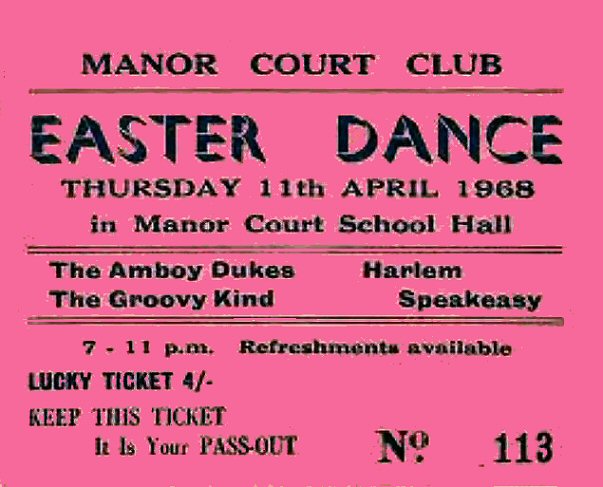 MANOR COURT CLUB
EASTER DANCE
THURSDAY 11th APRIL 1968
in Manor Court School Hall
The Amboy Dukes Harlem
The Groovy Kind Speakeasy
7 - 11 p.m. Refreshments available
LUCKY TICKET 4/-
KEEP THIS TICKET
It Is Your PASS-OUT
Nº 113